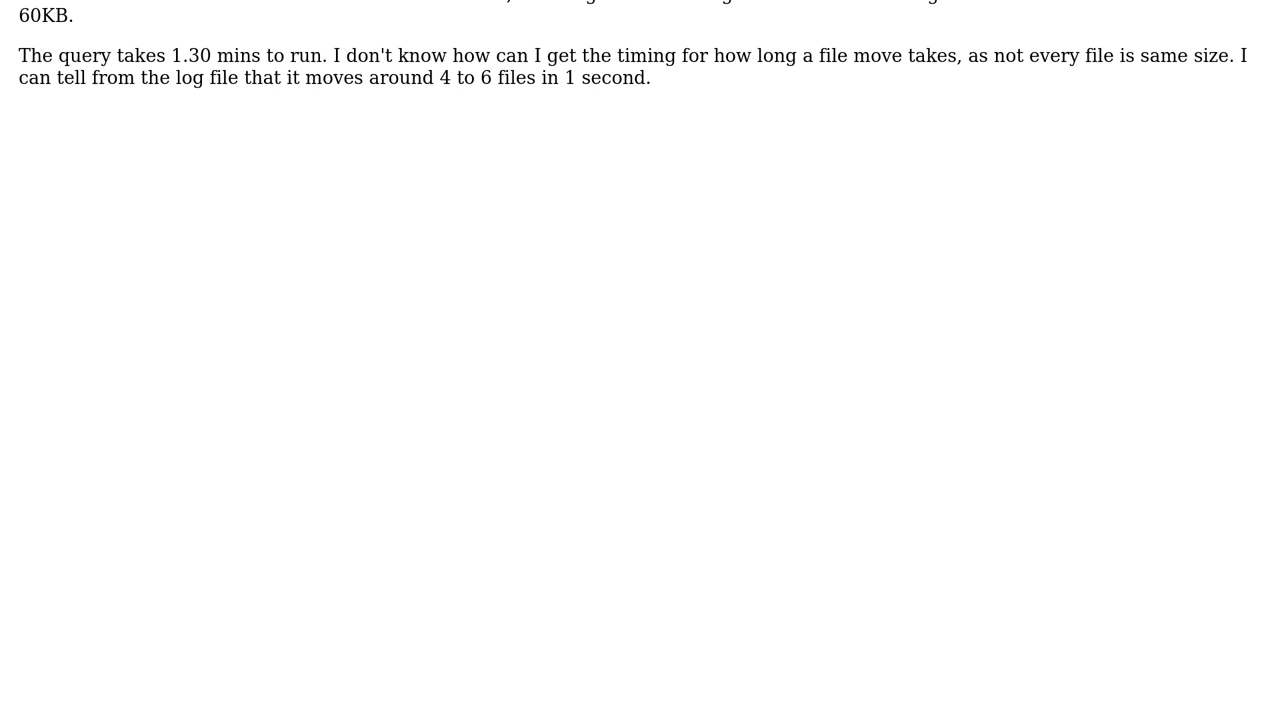 60KB.
The query takes 1.30 mins to run. I don't know how can I get the timing for how long a file move takes, as not every file is same size. I
can tell from the log file that it moves around 4 to 6 files in 1 second.